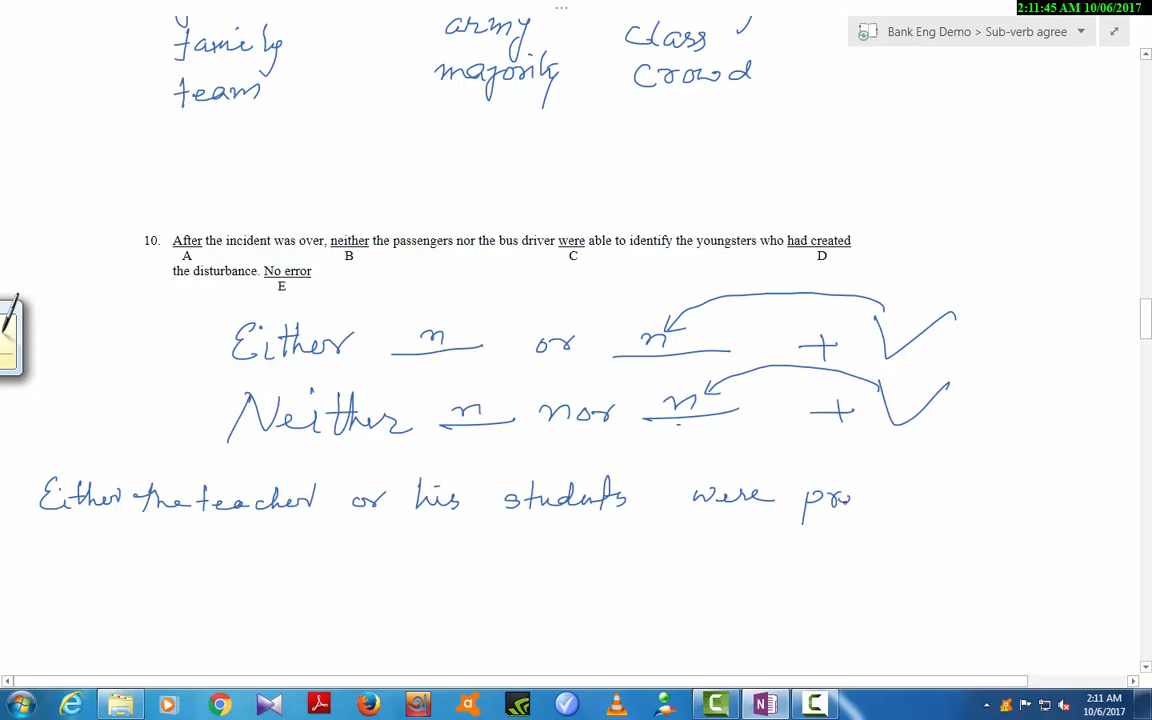 2:11:45 AM 10/06/2017
Bank Eng Demo > Sub-verb agree
family army class
team majority crowd
10. After the incident was over, neither the passengers nor the bus driver were able to identify the youngsters who had created
A B C D
the disturbance. No error
E
Either n or n + ✓
Neither n nor n + ✓
Either the teacher or his students were pro
2:11 AM
10/6/2017